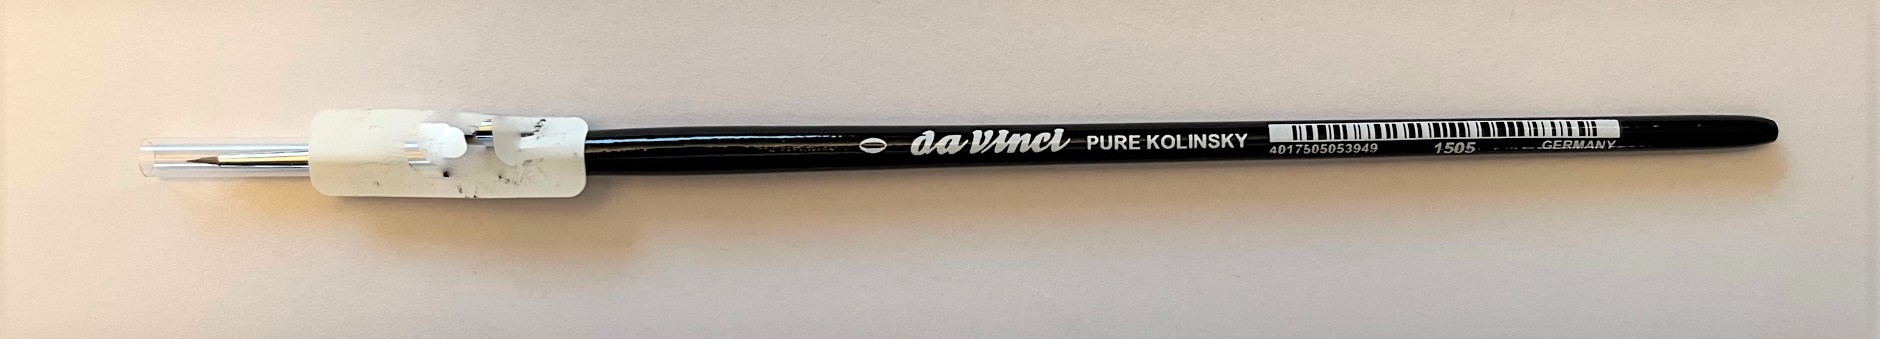 0 da Vinci PURE KOLINSKY
4017505053949 1505 GERMANY